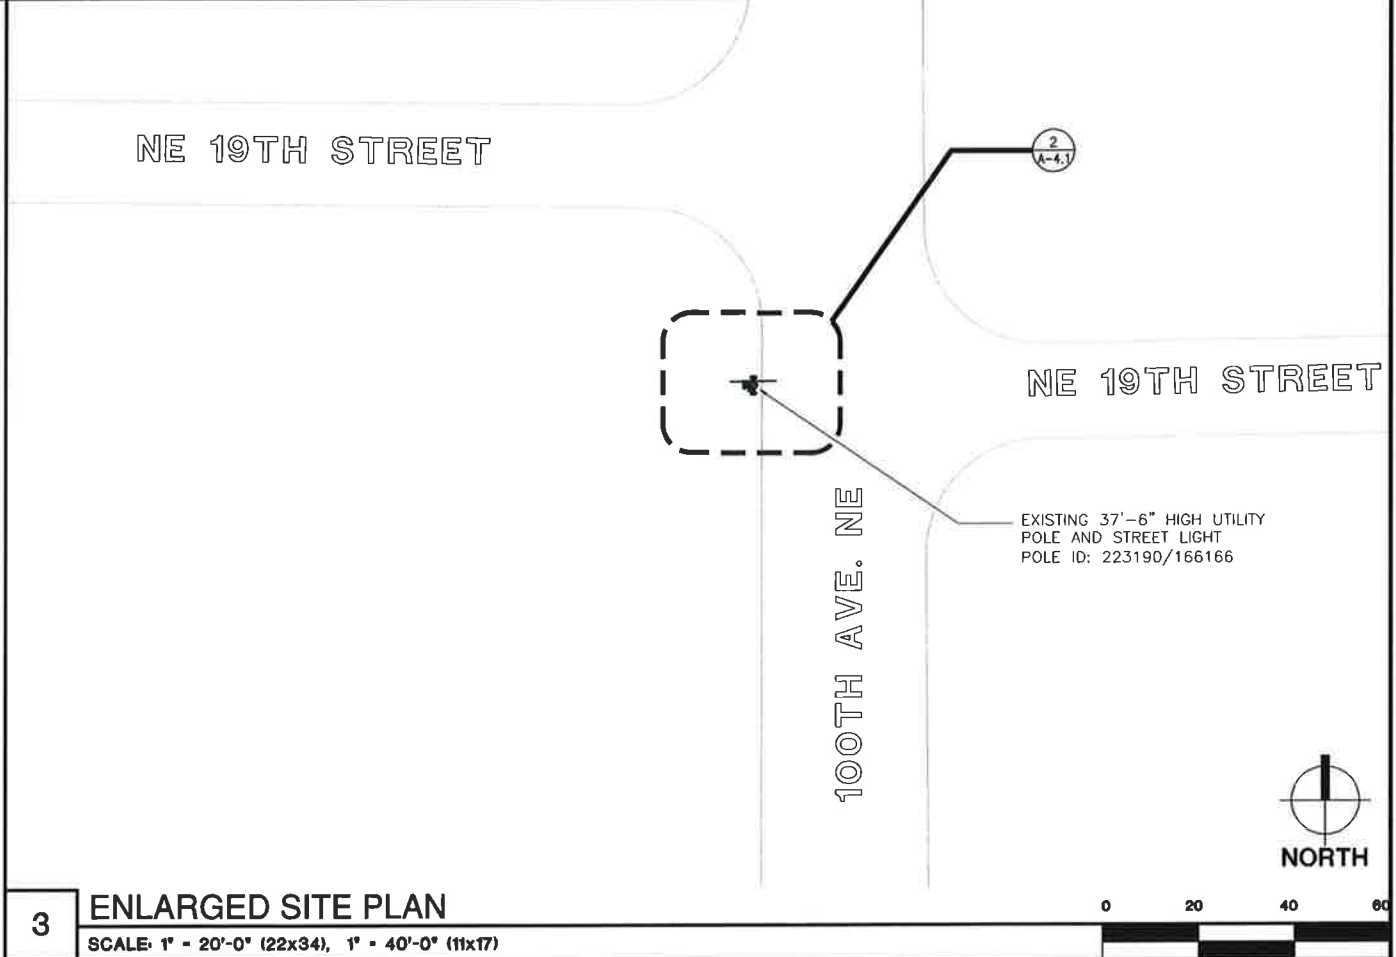 NE 19TH STREET
2
A-4.1
NE 19TH STREET
EXISTING 37'-6" HIGH UTILITY
POLE AND STREET LIGHT
POLE ID: 223190/166166
100TH AVE. NE
NORTH
3
ENLARGED SITE PLAN
SCALE: 1" = 20'-0" (22x34), 1" = 40'-0" (11x17)
0 20 40 60